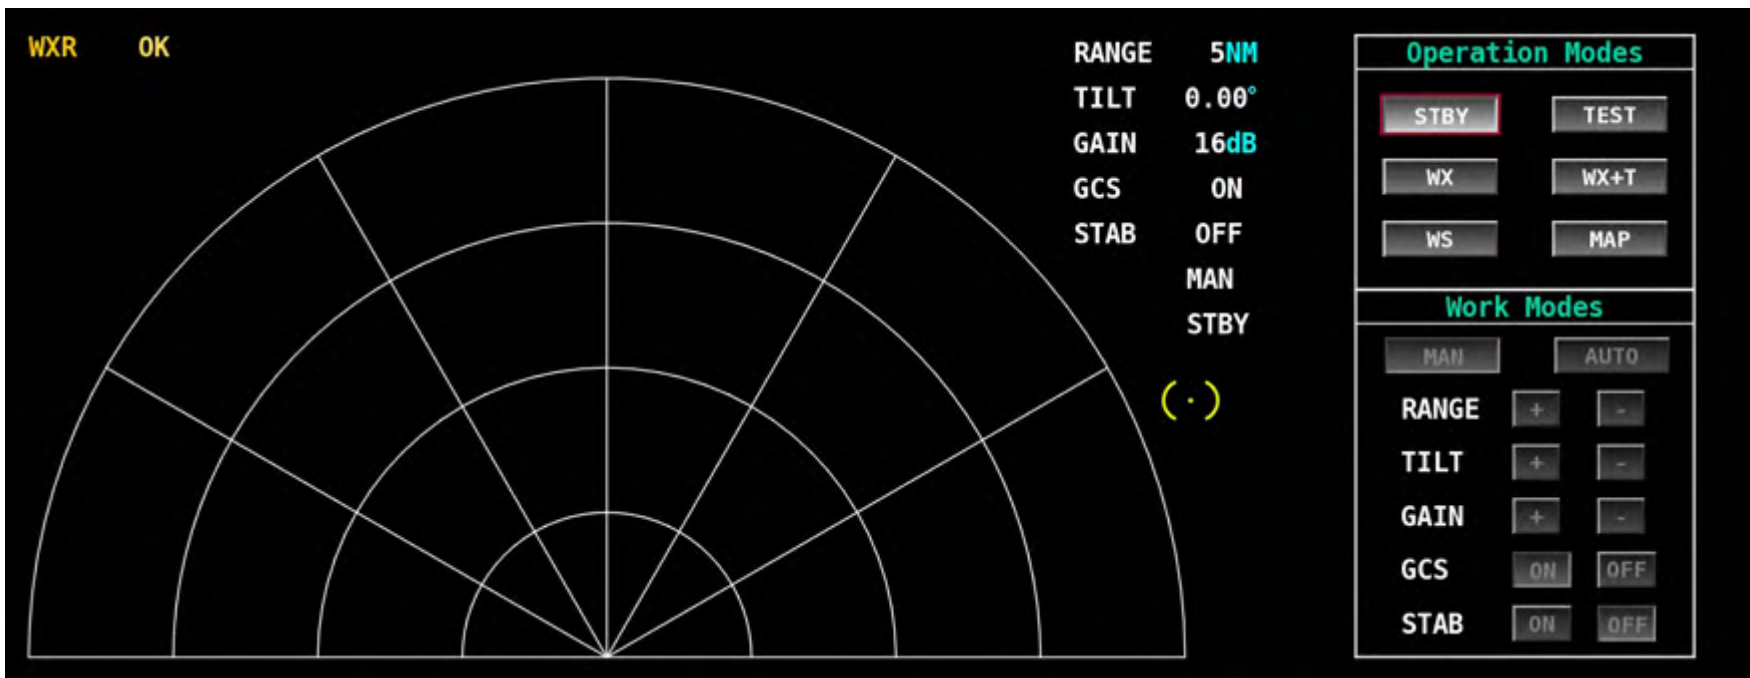 WXR OK
RANGE 5NM
TILT 0.00°
GAIN 16dB
GCS ON
STAB OFF
MAN
STBY
(·)
Operation Modes
STBY TEST
WX WX+T
WS MAP
Work Modes
MAN AUTO
RANGE + -
TILT + -
GAIN + -
GCS ON OFF
STAB ON OFF